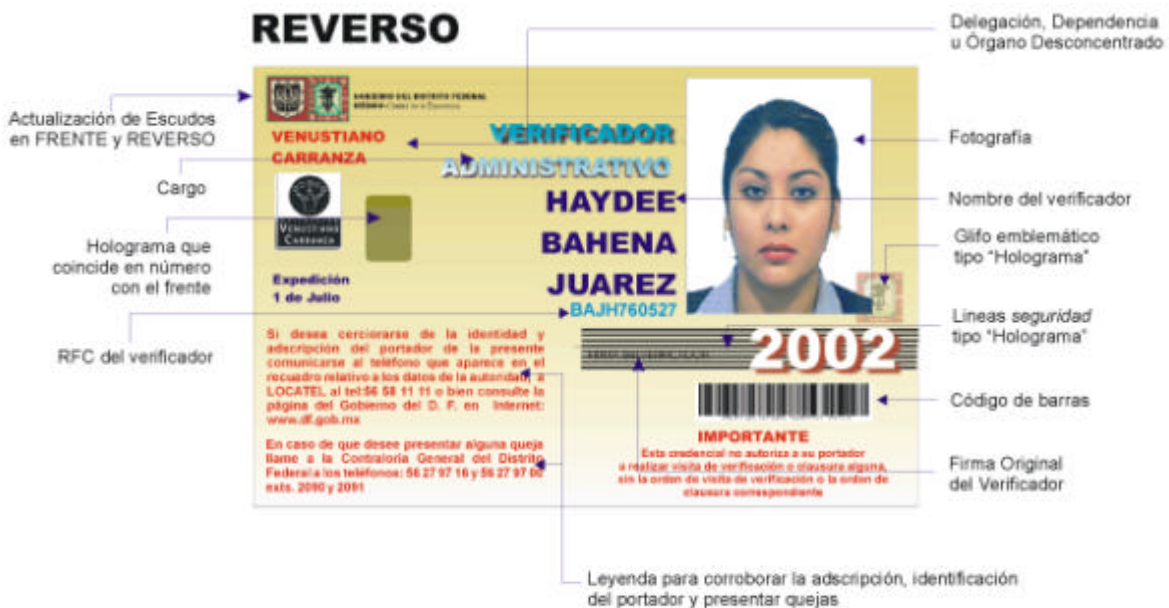 REVERSO
Delegación, Dependencia
u Órgano Desconcentrado
Actualización de Escudos
en FRENTE y REVERSO
Cargo
Holograma que
coincide en número
con el frente
RFC del verificador
GOBIERNO DEL DISTRITO FEDERAL
VENUSTIANO
CARRANZA
VERIFICADOR
ADMINISTRATIVO
HAYDEE
BAHENA
JUAREZ
BAJH760527
VENUSTIANO
CARRANZA
Expedición
1 de Julio
Si desea cerciorarse de la identidad y
adscripción del portador de la presente
comunicarse al teléfono que aparece en el
recuadro relativo a los datos de la autoridad, a
LOCATEL al tel:56 58 11 11 o bien consulte la
página del Gobierno del D. F. en Internet:
www.df.gob.mx
En caso de que desee presentar alguna queja
llame a la Contraloría General del Distrito
Federal a los teléfonos: 56 27 97 16 y 56 27 97 00
exts. 2090 y 2091
2002
IMPORTANTE
Esta credencial no autoriza a su portador
a realizar visita de verificación o clausura alguna,
sin la orden de visita de verificación o la orden de
clausura correspondiente
Fotografía
Nombre del verificador
Glifo emblemático
tipo "Holograma"
Lineas seguridad
tipo "Holograma"
Código de barras
Firma Original
del Verificador
Leyenda para corroborar la adscripción, identificación
del portador y presentar quejas